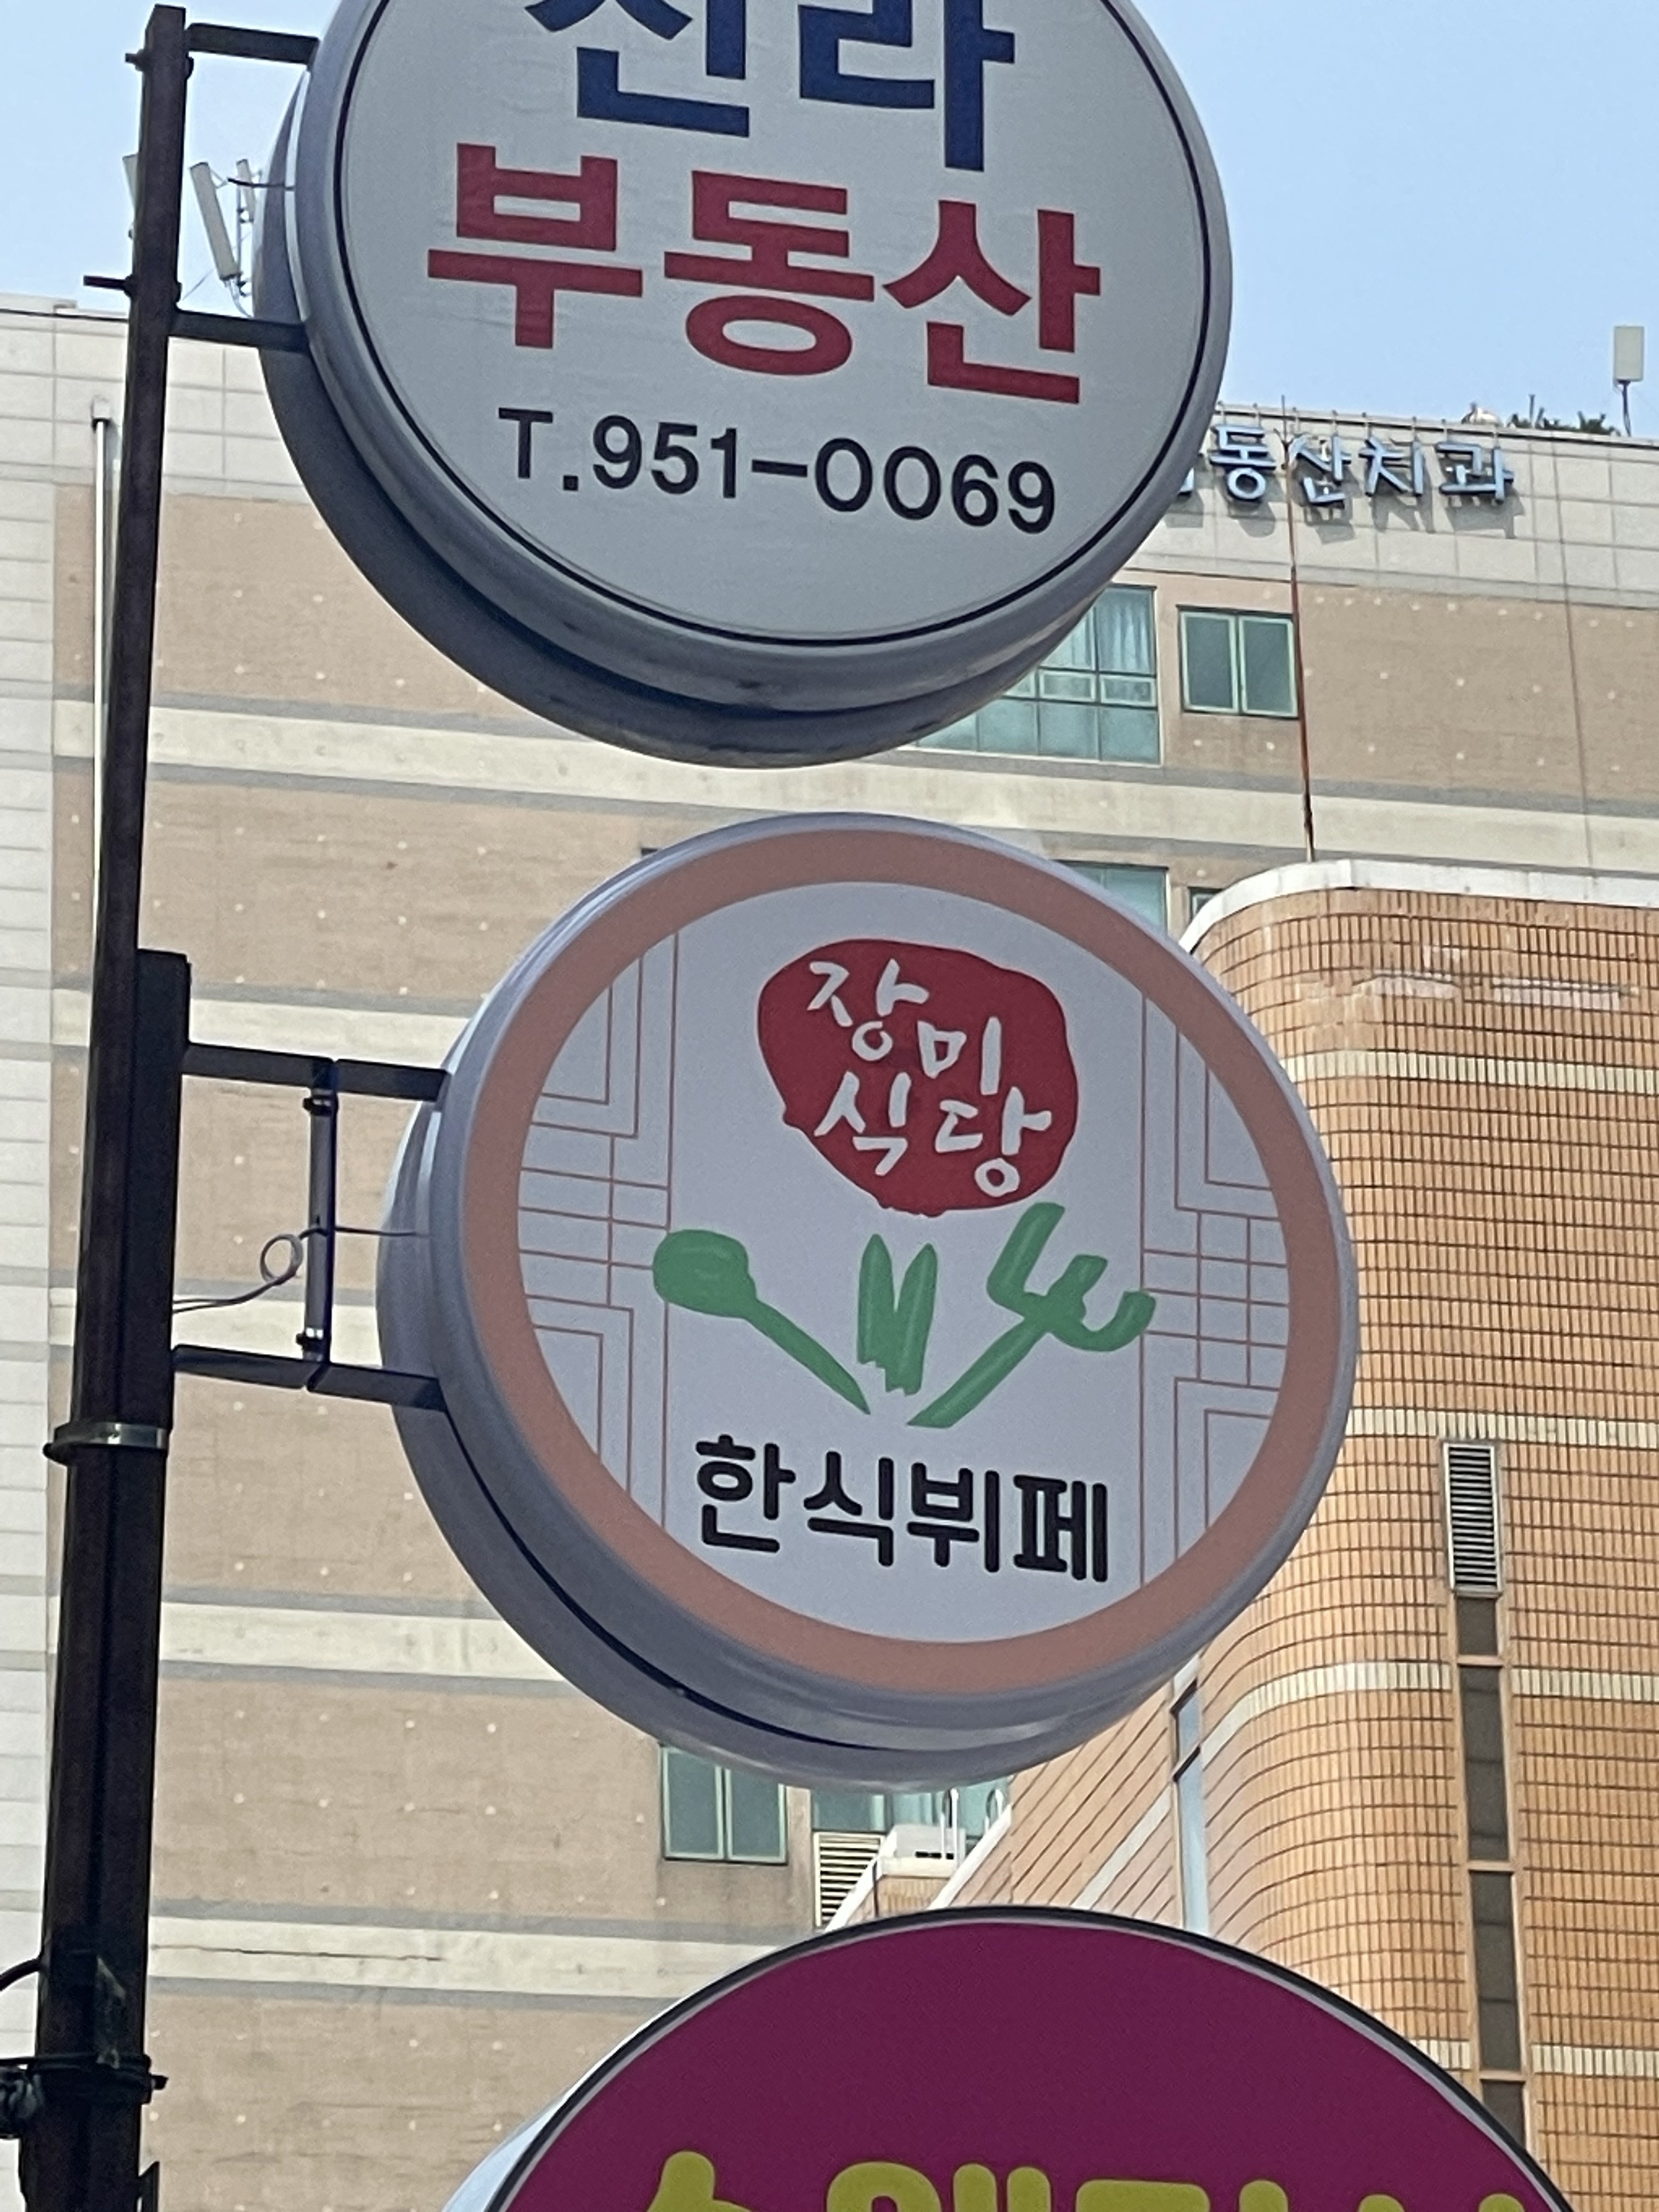 부동산
T.951-0069
동산치과
장미
식당
한식뷔페